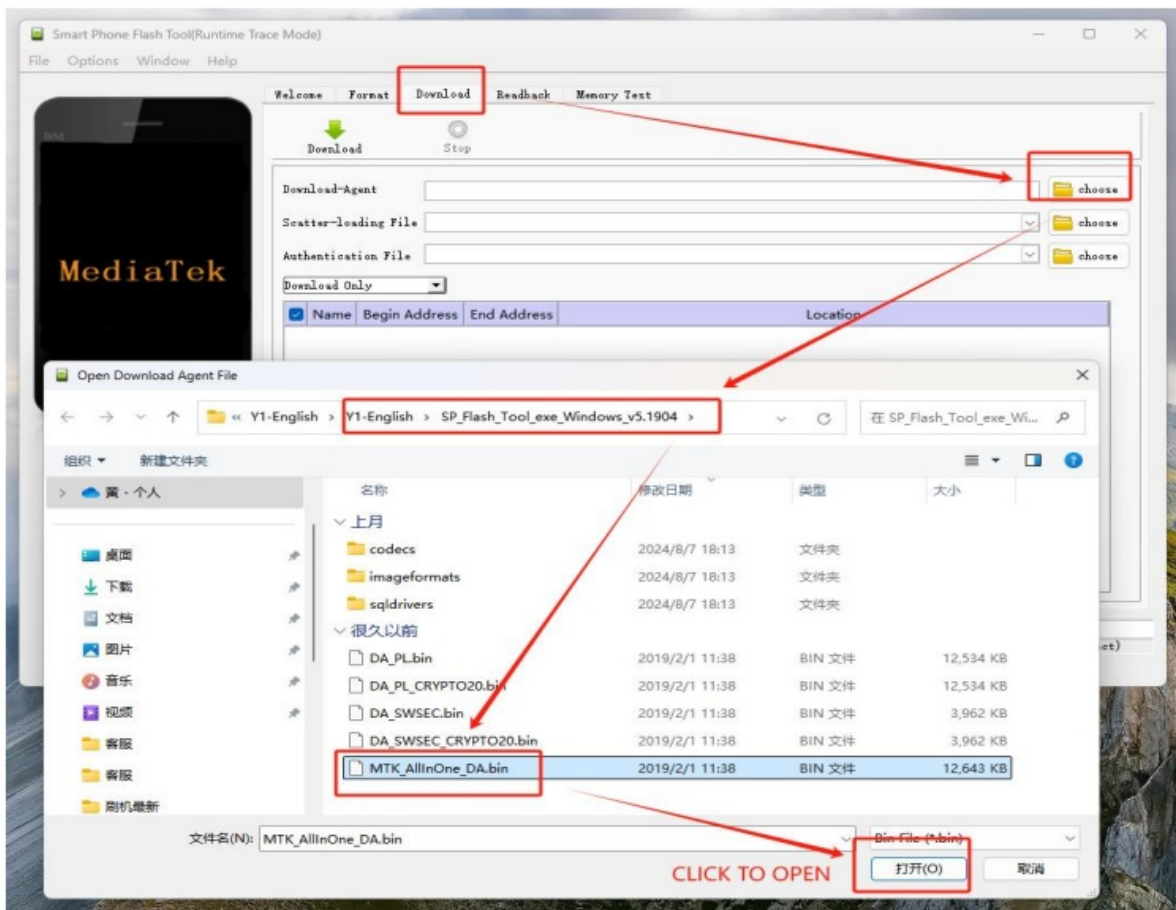 Smart Phone Flash Tool(Runtime Trace Mode)
File Options Window Help
Welcome Format Download Readback Memory Test
BM
Download Stop
Download-Agent choose
Scatter-loading File choose
Authentication File choose
MediaTek
Download Only
Name Begin Address End Address Location
Open Download Agent File
« Y1-English › Y1-English › SP_Flash_Tool_exe_Windows_v5.1904 ›
在 SP_Flash_Tool_exe_Wi...
组织 新建文件夹
黄 - 个人
名称 修改日期 类型 大小
上月
桌面
codecs 2024/8/7 18:13 文件夹
下载
imageformats 2024/8/7 18:13 文件夹
文档
sqldrivers 2024/8/7 18:13 文件夹
很久以前
图片
DA_PL.bin 2019/2/1 11:38 BIN 文件 12,534 KB
音乐
DA_PL_CRYPTO20.bin 2019/2/1 11:38 BIN 文件 12,534 KB
视频
DA_SWSEC.bin 2019/2/1 11:38 BIN 文件 3,962 KB
客服
DA_SWSEC_CRYPTO20.bin 2019/2/1 11:38 BIN 文件 3,962 KB
客服
MTK_AllInOne_DA.bin 2019/2/1 11:38 BIN 文件 12,643 KB
刷机最新
文件名(N): MTK_AllInOne_DA.bin Bin File (*.bin)
CLICK TO OPEN
打开(O) 取消